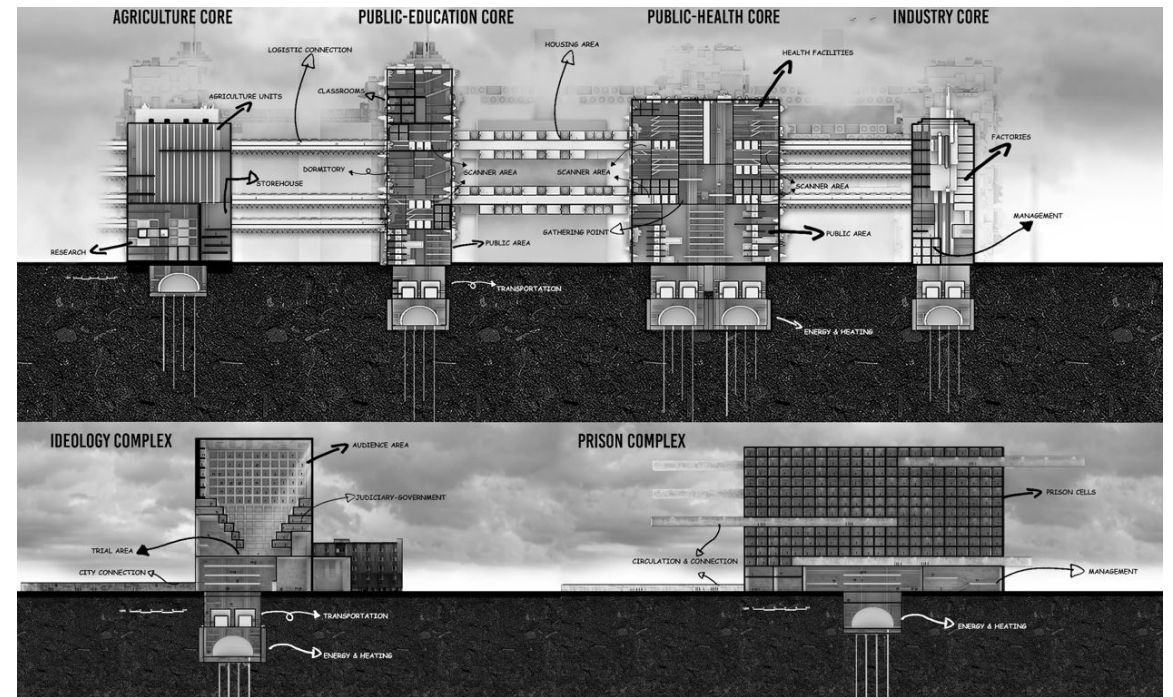 AGRICULTURE CORE
PUBLIC-EDUCATION CORE
PUBLIC-HEALTH CORE
INDUSTRY CORE
LOGISTIC CONNECTION
HOUSING AREA
HEALTH FACILITIES
CLASSROOMS
AGRICULTURE UNITS
FACTORIES
DORMITORY
SCANNER AREA
SCANNER AREA
STOREHOUSE
SCANNER AREA
MANAGEMENT
GATHERING POINT
PUBLIC AREA
PUBLIC AREA
RESEARCH
TRANSPORTATION
ENERGY & HEATING
IDEOLOGY COMPLEX
PRISON COMPLEX
AUDIENCE AREA
JUDICIARY-GOVERNMENT
PRISON CELLS
TRIAL AREA
CIRCULATION & CONNECTION
CITY CONNECTION
MANAGEMENT
TRANSPORTATION
ENERGY & HEATING
ENERGY & HEATING